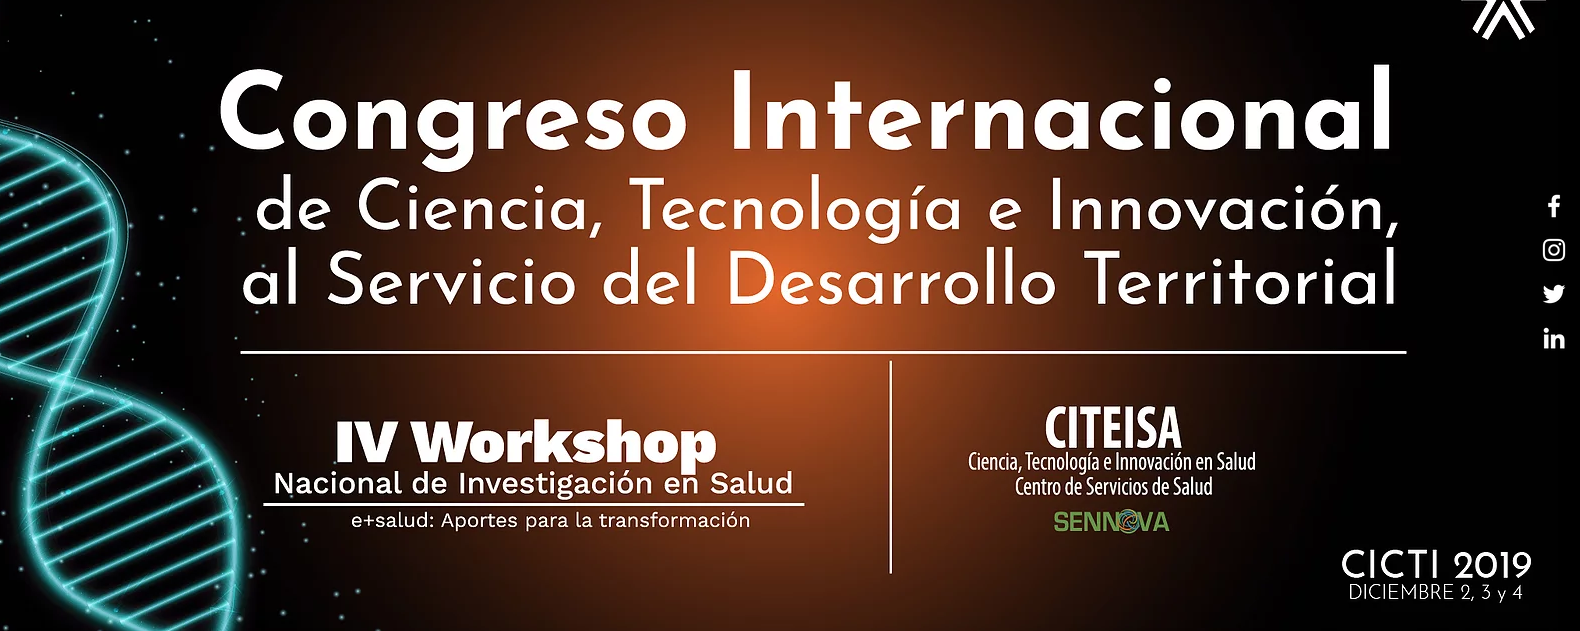 Congreso Internacional
de Ciencia, Tecnología e Innovación,
al Servicio del Desarrollo Territorial
IV Workshop
Nacional de Investigación en Salud
e+salud: Aportes para la transformación
CITEISA
Ciencia, Tecnología e Innovación en Salud
Centro de Servicios de Salud
SENNOVA
CICTI 2019
DICIEMBRE 2, 3 y 4